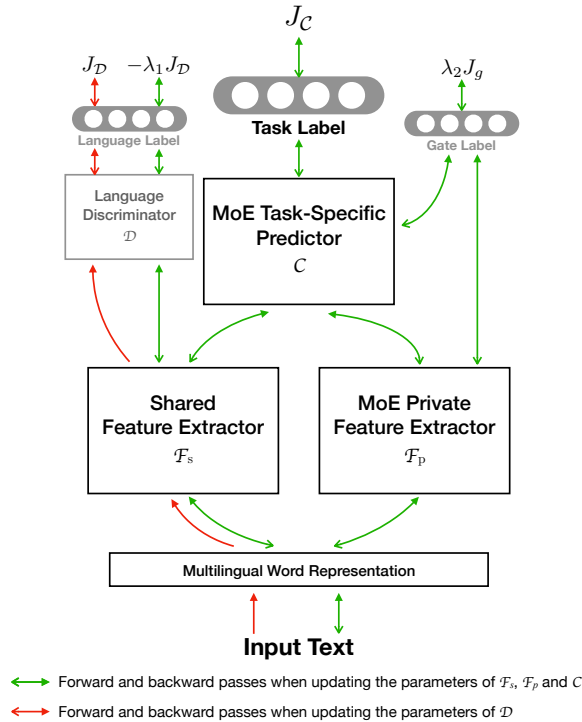 J_C
J_D −λ₁J_D λ₂J_g
Language Label
Task Label
Gate Label
Language
Discriminator
D
MoE Task-Specific
Predictor
C
Shared
Feature Extractor
F_s
MoE Private
Feature Extractor
F_p
Multilingual Word Representation
Input Text
Forward and backward passes when updating the parameters of F_s, F_p and C
Forward and backward passes when updating the parameters of D